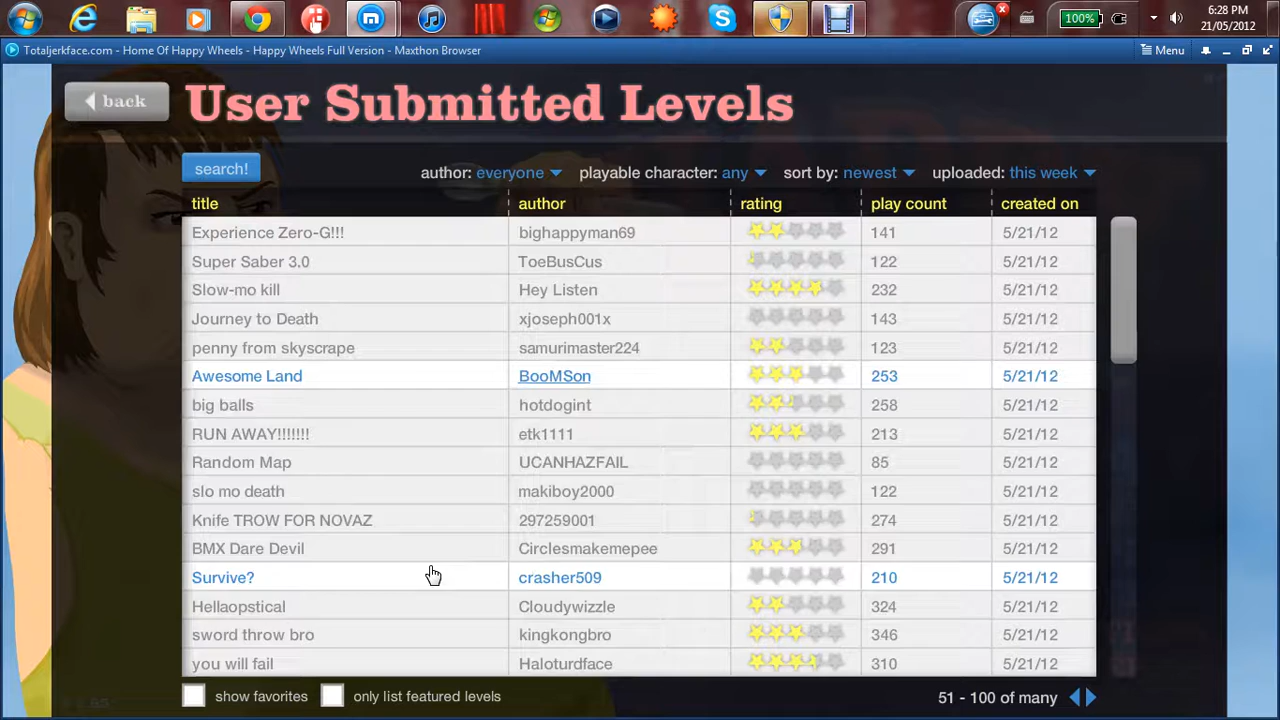 100%
6:28 PM
21/05/2012
Totaljerkface.com - Home Of Happy Wheels - Happy Wheels Full Version - Maxthon Browser
Menu
back
User Submitted Levels
search!
author: everyone playable character: any sort by: newest uploaded: this week
title author rating play count created on
Experience Zero-G!!! bighappyman69 141 5/21/12
Super Saber 3.0 ToeBusCus 122 5/21/12
Slow-mo kill Hey Listen 232 5/21/12
Journey to Death xjoseph001x 143 5/21/12
penny from skyscrape samurimaster224 123 5/21/12
Awesome Land BooMSon 253 5/21/12
big balls hotdogint 258 5/21/12
RUN AWAY!!!!!!! etk1111 213 5/21/12
Random Map UCANHAZFAIL 85 5/21/12
slo mo death makiboy2000 122 5/21/12
Knife TROW FOR NOVAZ 297259001 274 5/21/12
BMX Dare Devil Circlesmakemepee 291 5/21/12
Survive? crasher509 210 5/21/12
Hellaopstical Cloudywizzle 324 5/21/12
sword throw bro kingkongbro 346 5/21/12
you will fail Haloturdface 310 5/21/12
show favorites only list featured levels 51 - 100 of many